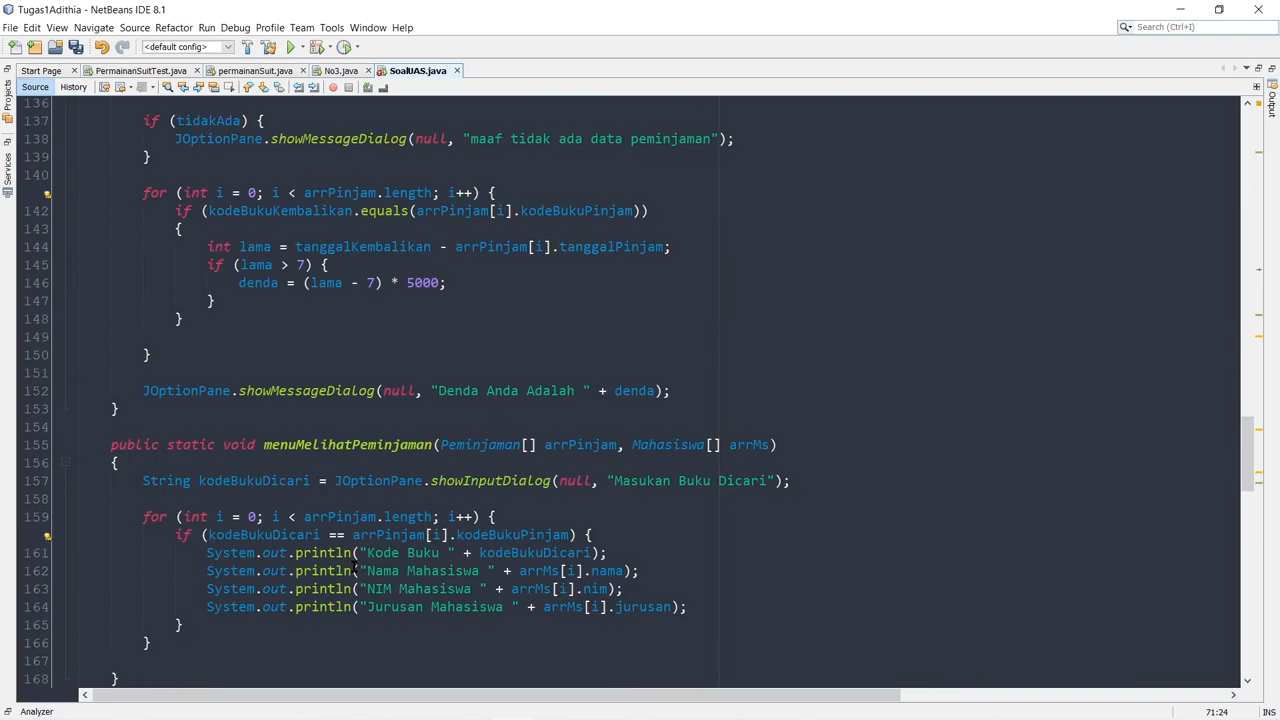 Tugas1Adithia - NetBeans IDE 8.1
File Edit View Navigate Source Refactor Run Debug Profile Team Tools Window Help
<default config>
Search (Ctrl+I)
Start Page
PermainanSuitTest.java
permainanSuit.java
No3.java
SoalUAS.java
Source History
Projects
Services
Output
136
137 if (tidakAda) {
138 JOptionPane.showMessageDialog(null, "maaf tidak ada data peminjaman");
139 }
140
for (int i = 0; i < arrPinjam.length; i++) {
142 if (kodeBukuKembalikan.equals(arrPinjam[i].kodeBukuPinjam))
143 {
144 int lama = tanggalKembalikan - arrPinjam[i].tanggalPinjam;
145 if (lama > 7) {
146 denda = (lama - 7) * 5000;
147 }
148 }
149
150 }
151
152 JOptionPane.showMessageDialog(null, "Denda Anda Adalah " + denda);
153 }
154
155 public static void menuMelihatPeminjaman(Peminjaman[] arrPinjam, Mahasiswa[] arrMs)
156 {
157 String kodeBukuDicari = JOptionPane.showInputDialog(null, "Masukan Buku Dicari");
158
159 for (int i = 0; i < arrPinjam.length; i++) {
if (kodeBukuDicari == arrPinjam[i].kodeBukuPinjam) {
161 System.out.println("Kode Buku " + kodeBukuDicari);
162 System.out.println("Nama Mahasiswa " + arrMs[i].nama);
163 System.out.println("NIM Mahasiswa " + arrMs[i].nim);
164 System.out.println("Jurusan Mahasiswa " + arrMs[i].jurusan);
165 }
166 }
167
168 }
Analyzer
71:24
INS